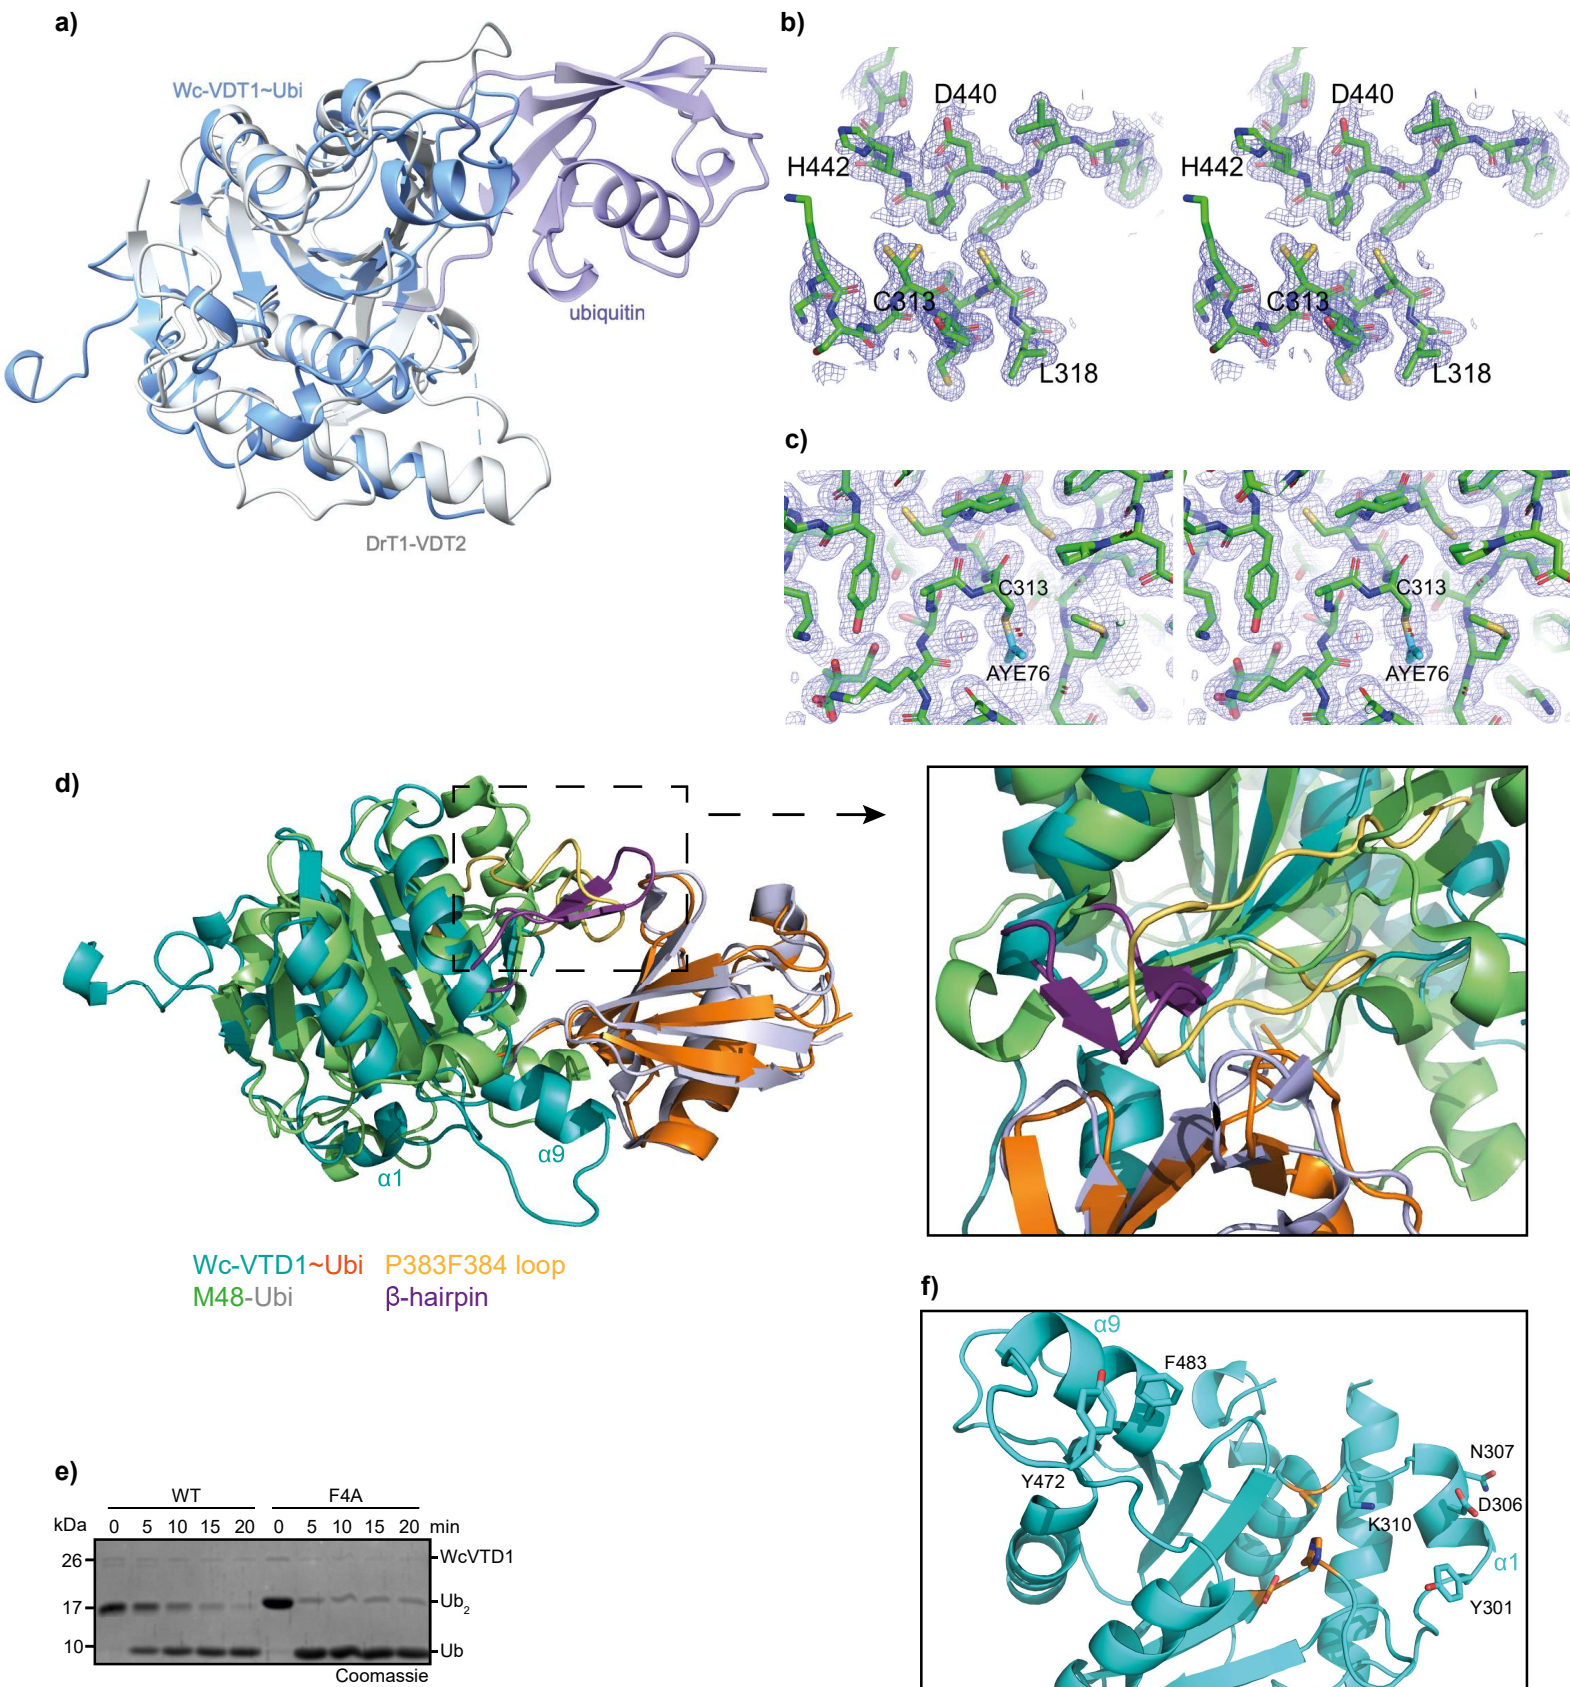 a)
Wc-VDT1~Ubi
ubiquitin
DrT1-VDT2
b)
D440
H442
C313
L318
D440
H442
C313
L318
c)
C313
AYE76
C313
AYE76
d)
α9
α1
Wc-VTD1~Ubi P383F384 loop
M48-Ubi β-hairpin
e)
WT F4A
kDa 0 5 10 15 20 0 5 10 15 20 min
26 WcVTD1
17 Ub2
10 Ub
Coomassie
f)
α9
F483
Y472
N307
D306
K310
α1
Y301